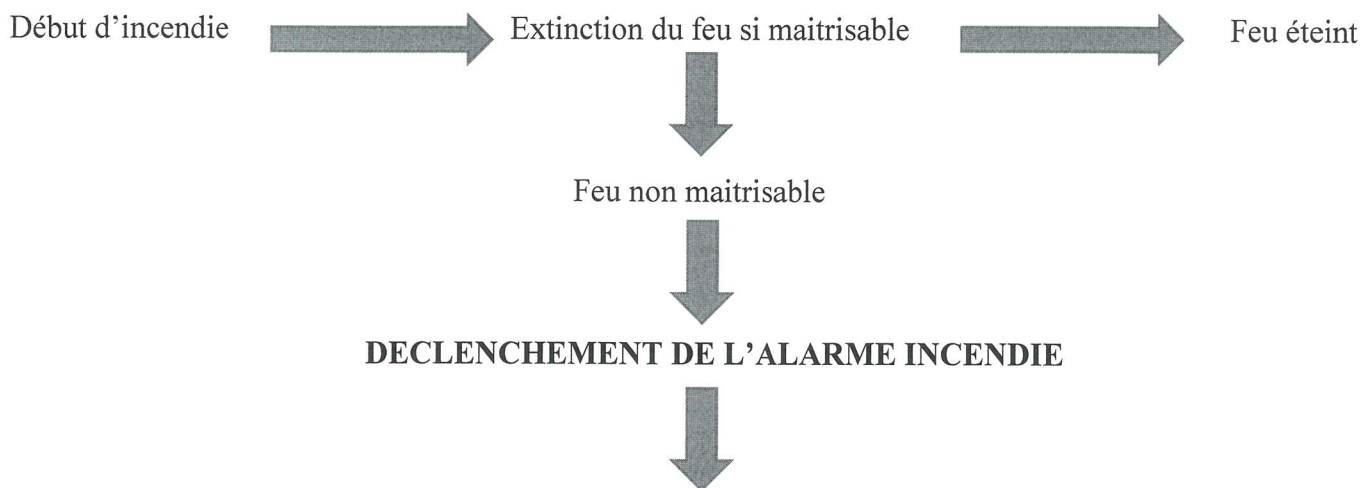 Début d’incendie
Extinction du feu si maitrisable
Feu éteint
Feu non maitrisable
DECLENCHEMENT DE L’ALARME INCENDIE